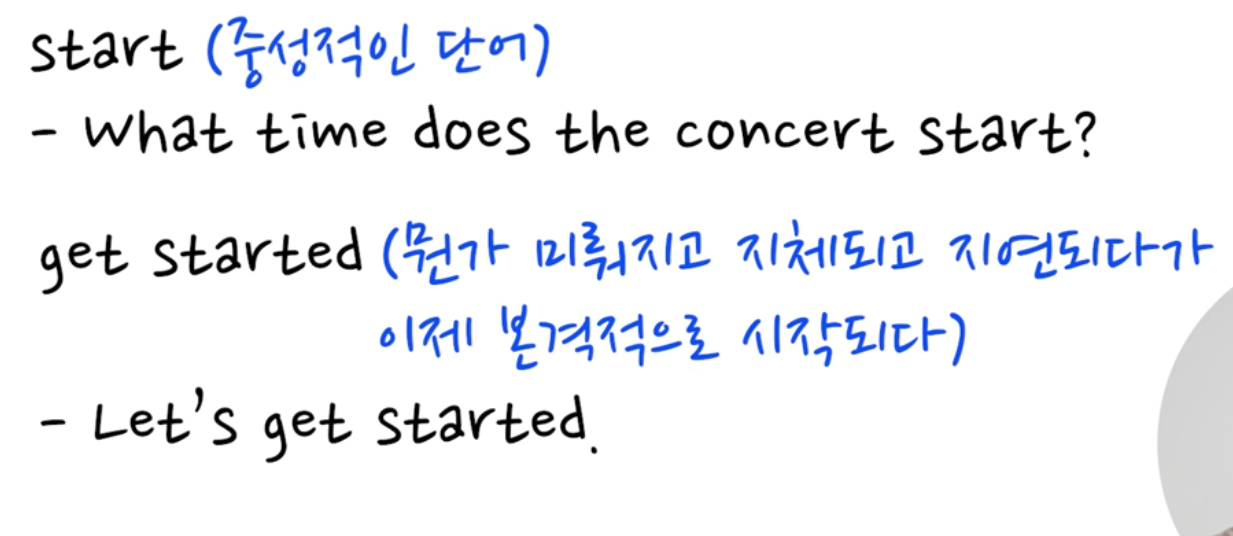 start (중성적인 단어)
- What time does the concert start?
get started (뭔가 미뤄지고 지체되고 지연되다가
이제 본격적으로 시작되다)
- Let's get started.